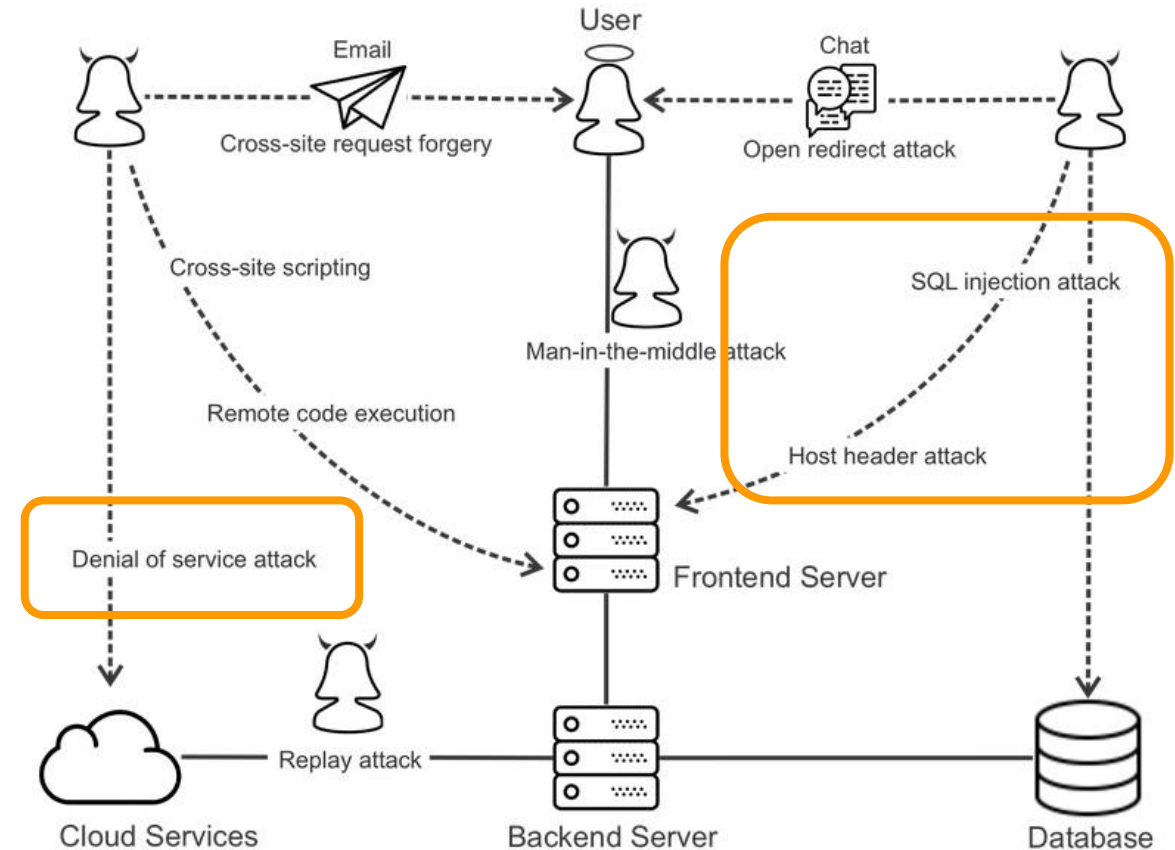 User
Email
Chat
Cross-site request forgery
Open redirect attack
Cross-site scripting
SQL injection attack
Man-in-the-middle attack
Remote code execution
Host header attack
Denial of service attack
Frontend Server
Replay attack
Cloud Services
Backend Server
Database